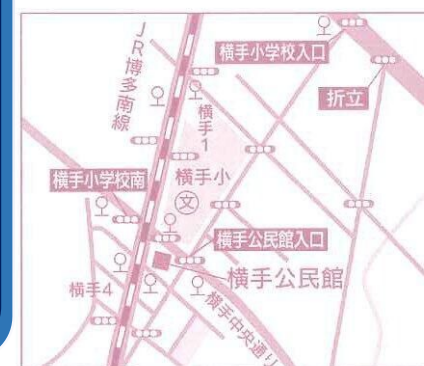 横手小学校入口
JR博多南線
折立
横手1
横手小学校南
横手小
文
横手公民館入口
横手公民館
横手4
横手中央通り